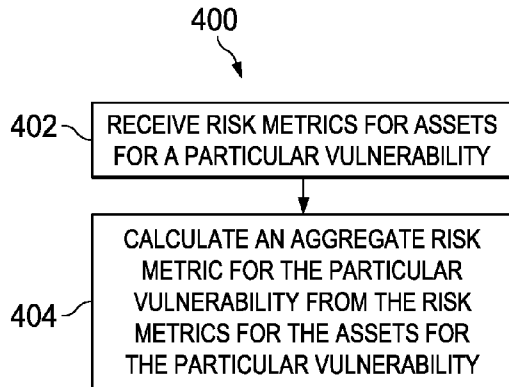 400
402
RECEIVE RISK METRICS FOR ASSETS
FOR A PARTICULAR VULNERABILITY
404
CALCULATE AN AGGREGATE RISK
METRIC FOR THE PARTICULAR
VULNERABILITY FROM THE RISK
METRICS FOR THE ASSETS FOR
THE PARTICULAR VULNERABILITY